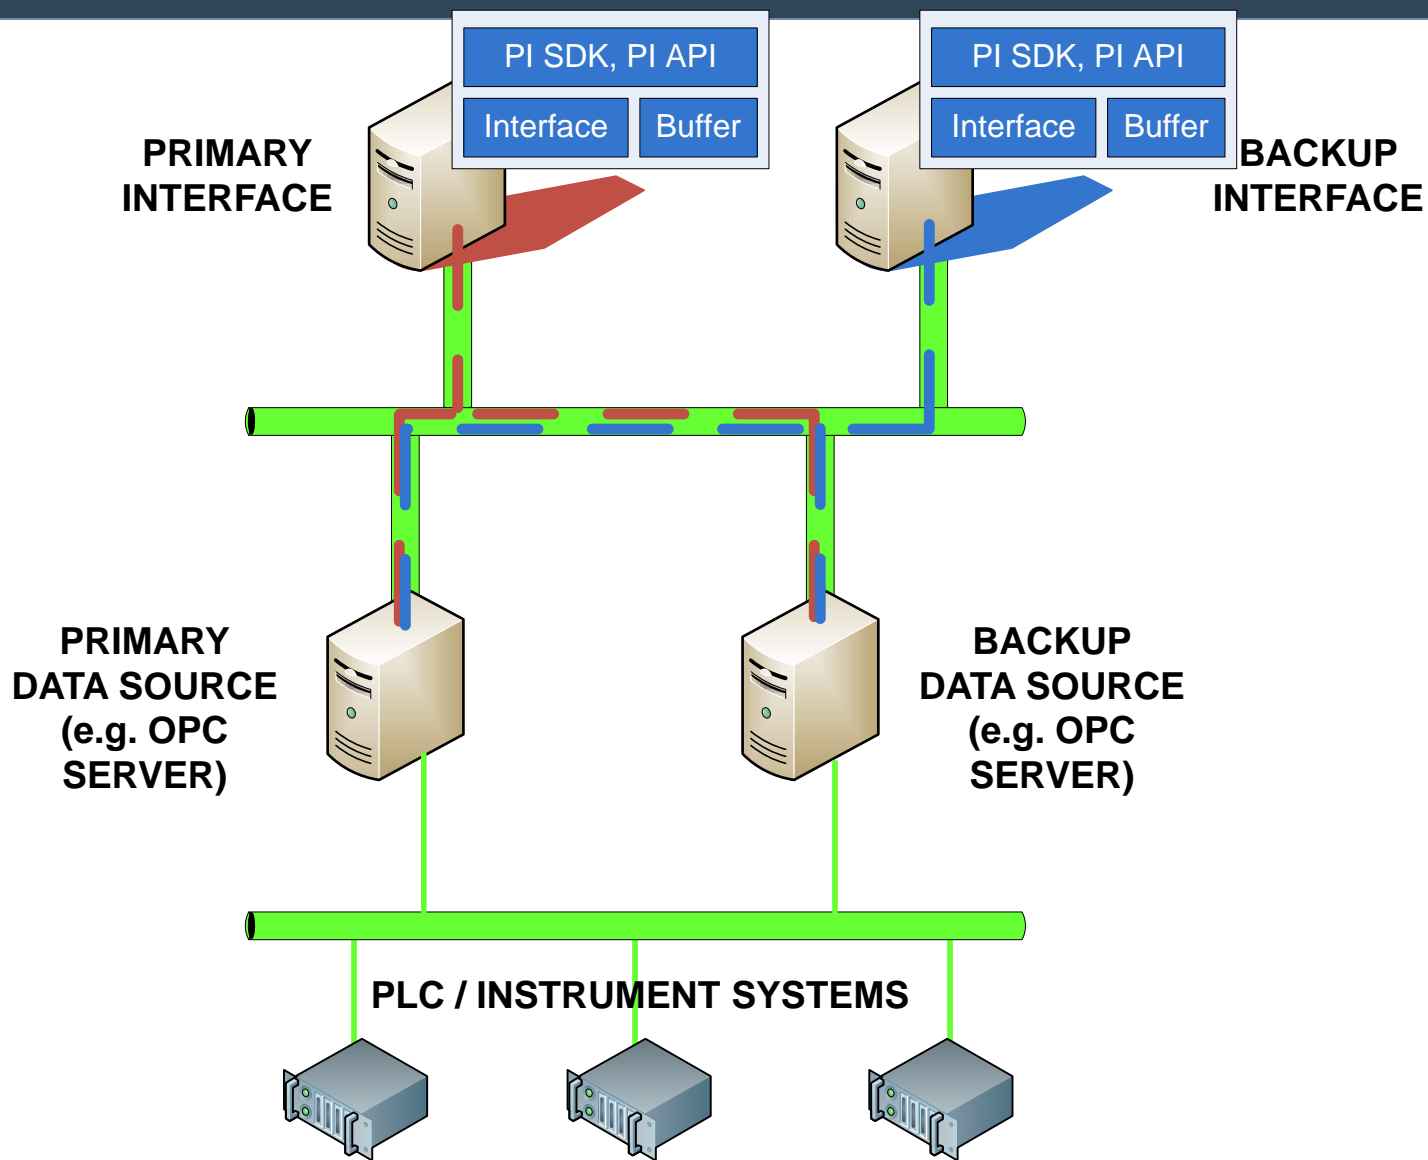 PI SDK, PI API
Interface
Buffer
PI SDK, PI API
Interface
Buffer
PRIMARY
INTERFACE
BACKUP
INTERFACE
PRIMARY
DATA SOURCE
(e.g. OPC
SERVER)
BACKUP
DATA SOURCE
(e.g. OPC
SERVER)
PLC / INSTRUMENT SYSTEMS